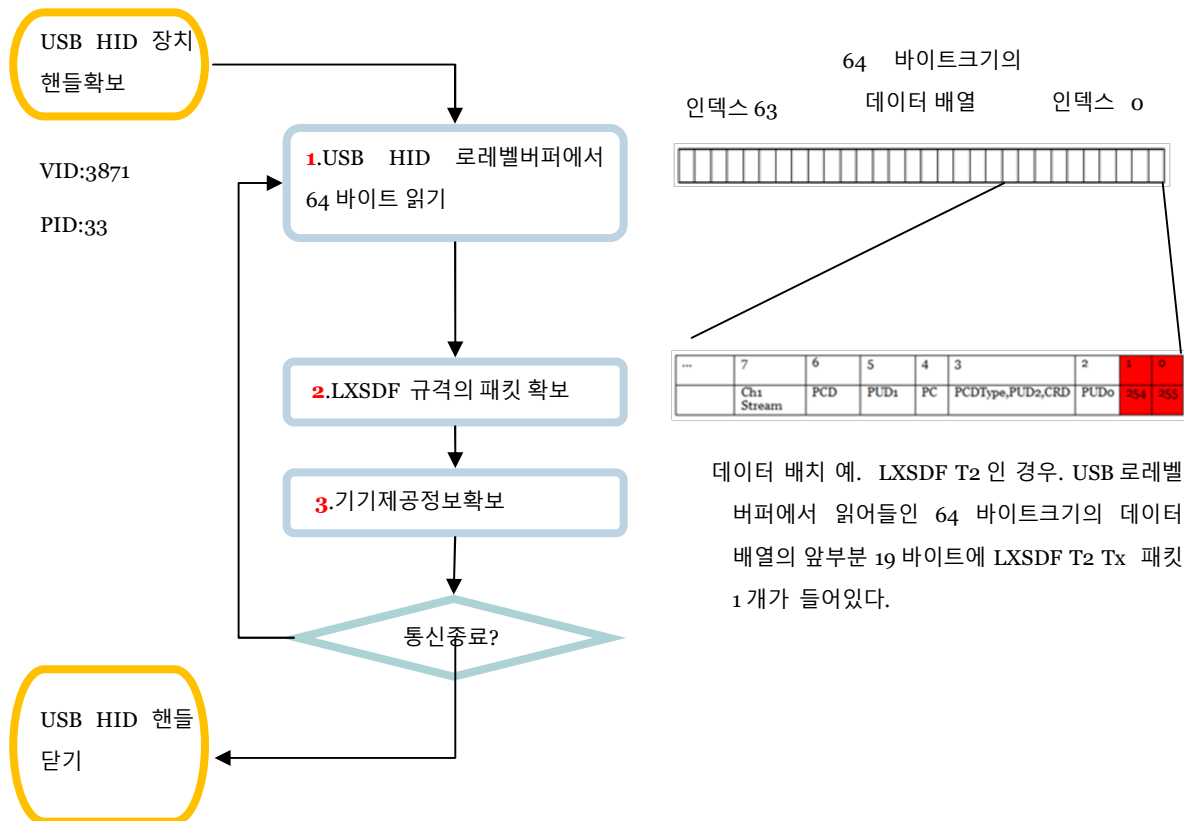 USB HID 장치
핸들확보
VID:3871
PID:33
1.USB HID 로레벨버퍼에서
64 바이트 읽기
2.LXSDF 규격의 패킷 확보
3.기기제공정보확보
통신종료?
USB HID 핸들
닫기
64 바이트크기의
인덱스 63 데이터 배열 인덱스 0
... 7 6 5 4 3 2 1 0
Ch1 PCD PUD1 PC PCDType,PUD2,CRD PUD0 254 255
Stream
데이터 배치 예. LXSDF T2 인 경우. USB 로레벨
버퍼에서 읽어들인 64 바이트크기의 데이터
배열의 앞부분 19 바이트에 LXSDF T2 Tx 패킷
1 개가 들어있다.